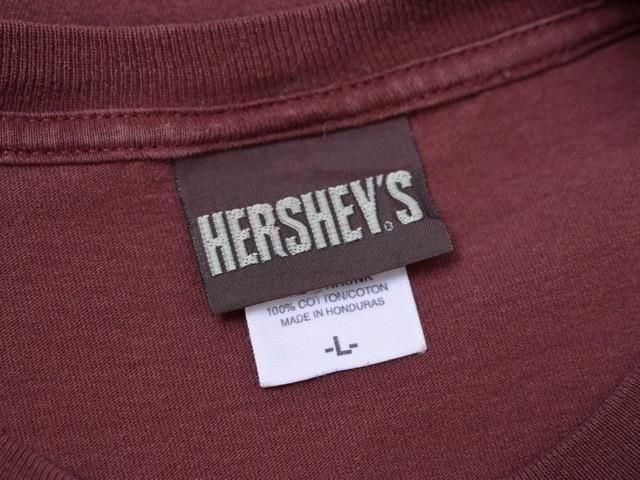 HERSHEY'S
100% COTTON/COTON
MADE IN HONDURAS
-L-